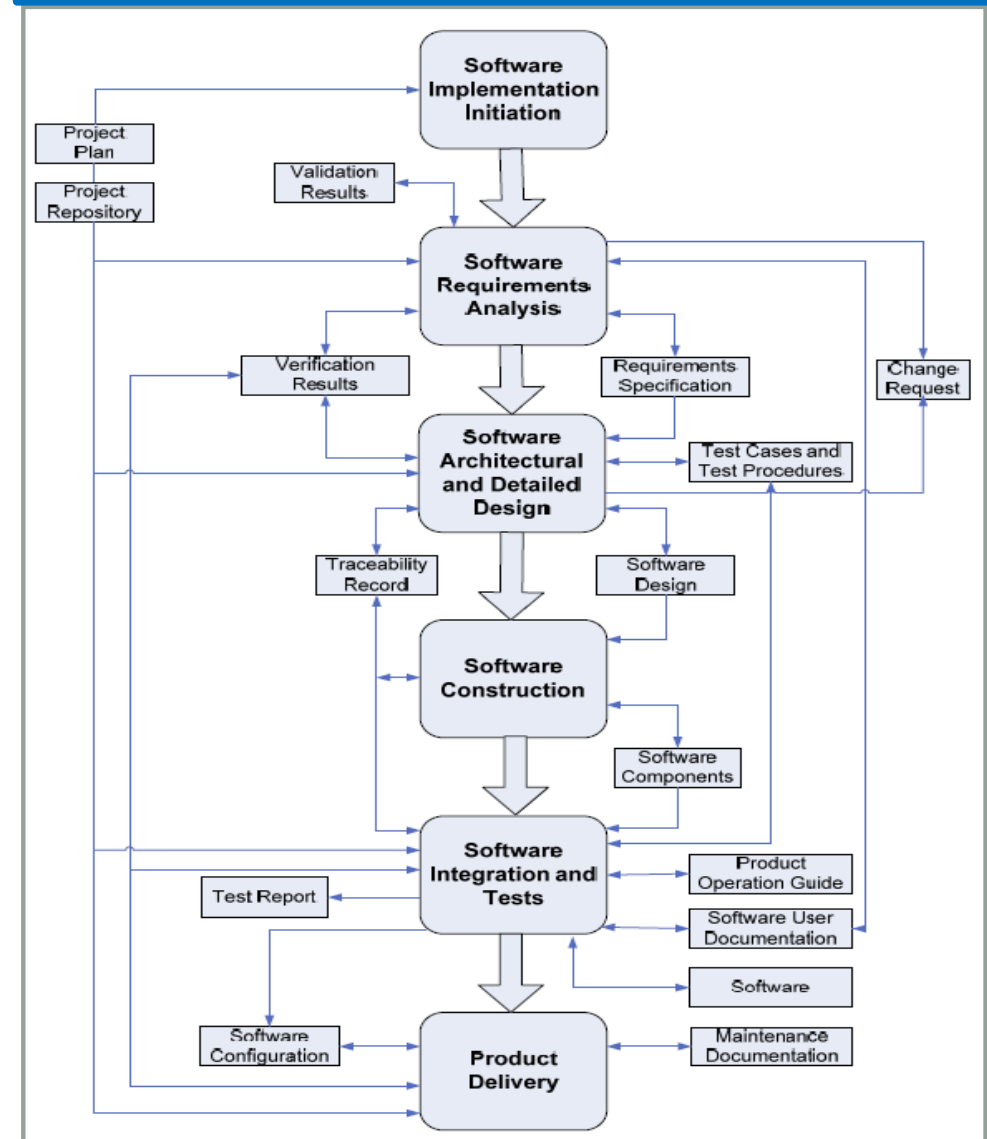 Software
Implementation
Initiation
Project
Plan
Validation
Results
Project
Repository
Software
Requirements
Analysis
Verification
Results
Requirements
Specification
Change
Request
Software
Architectural
and Detailed
Design
Test Cases and
Test Procedures
Traceability
Record
Software
Design
Software
Construction
Software
Components
Software
Integration and
Tests
Product
Operation Guide
Test Report
Software User
Documentation
Software
Software
Configuration
Product
Delivery
Maintenance
Documentation